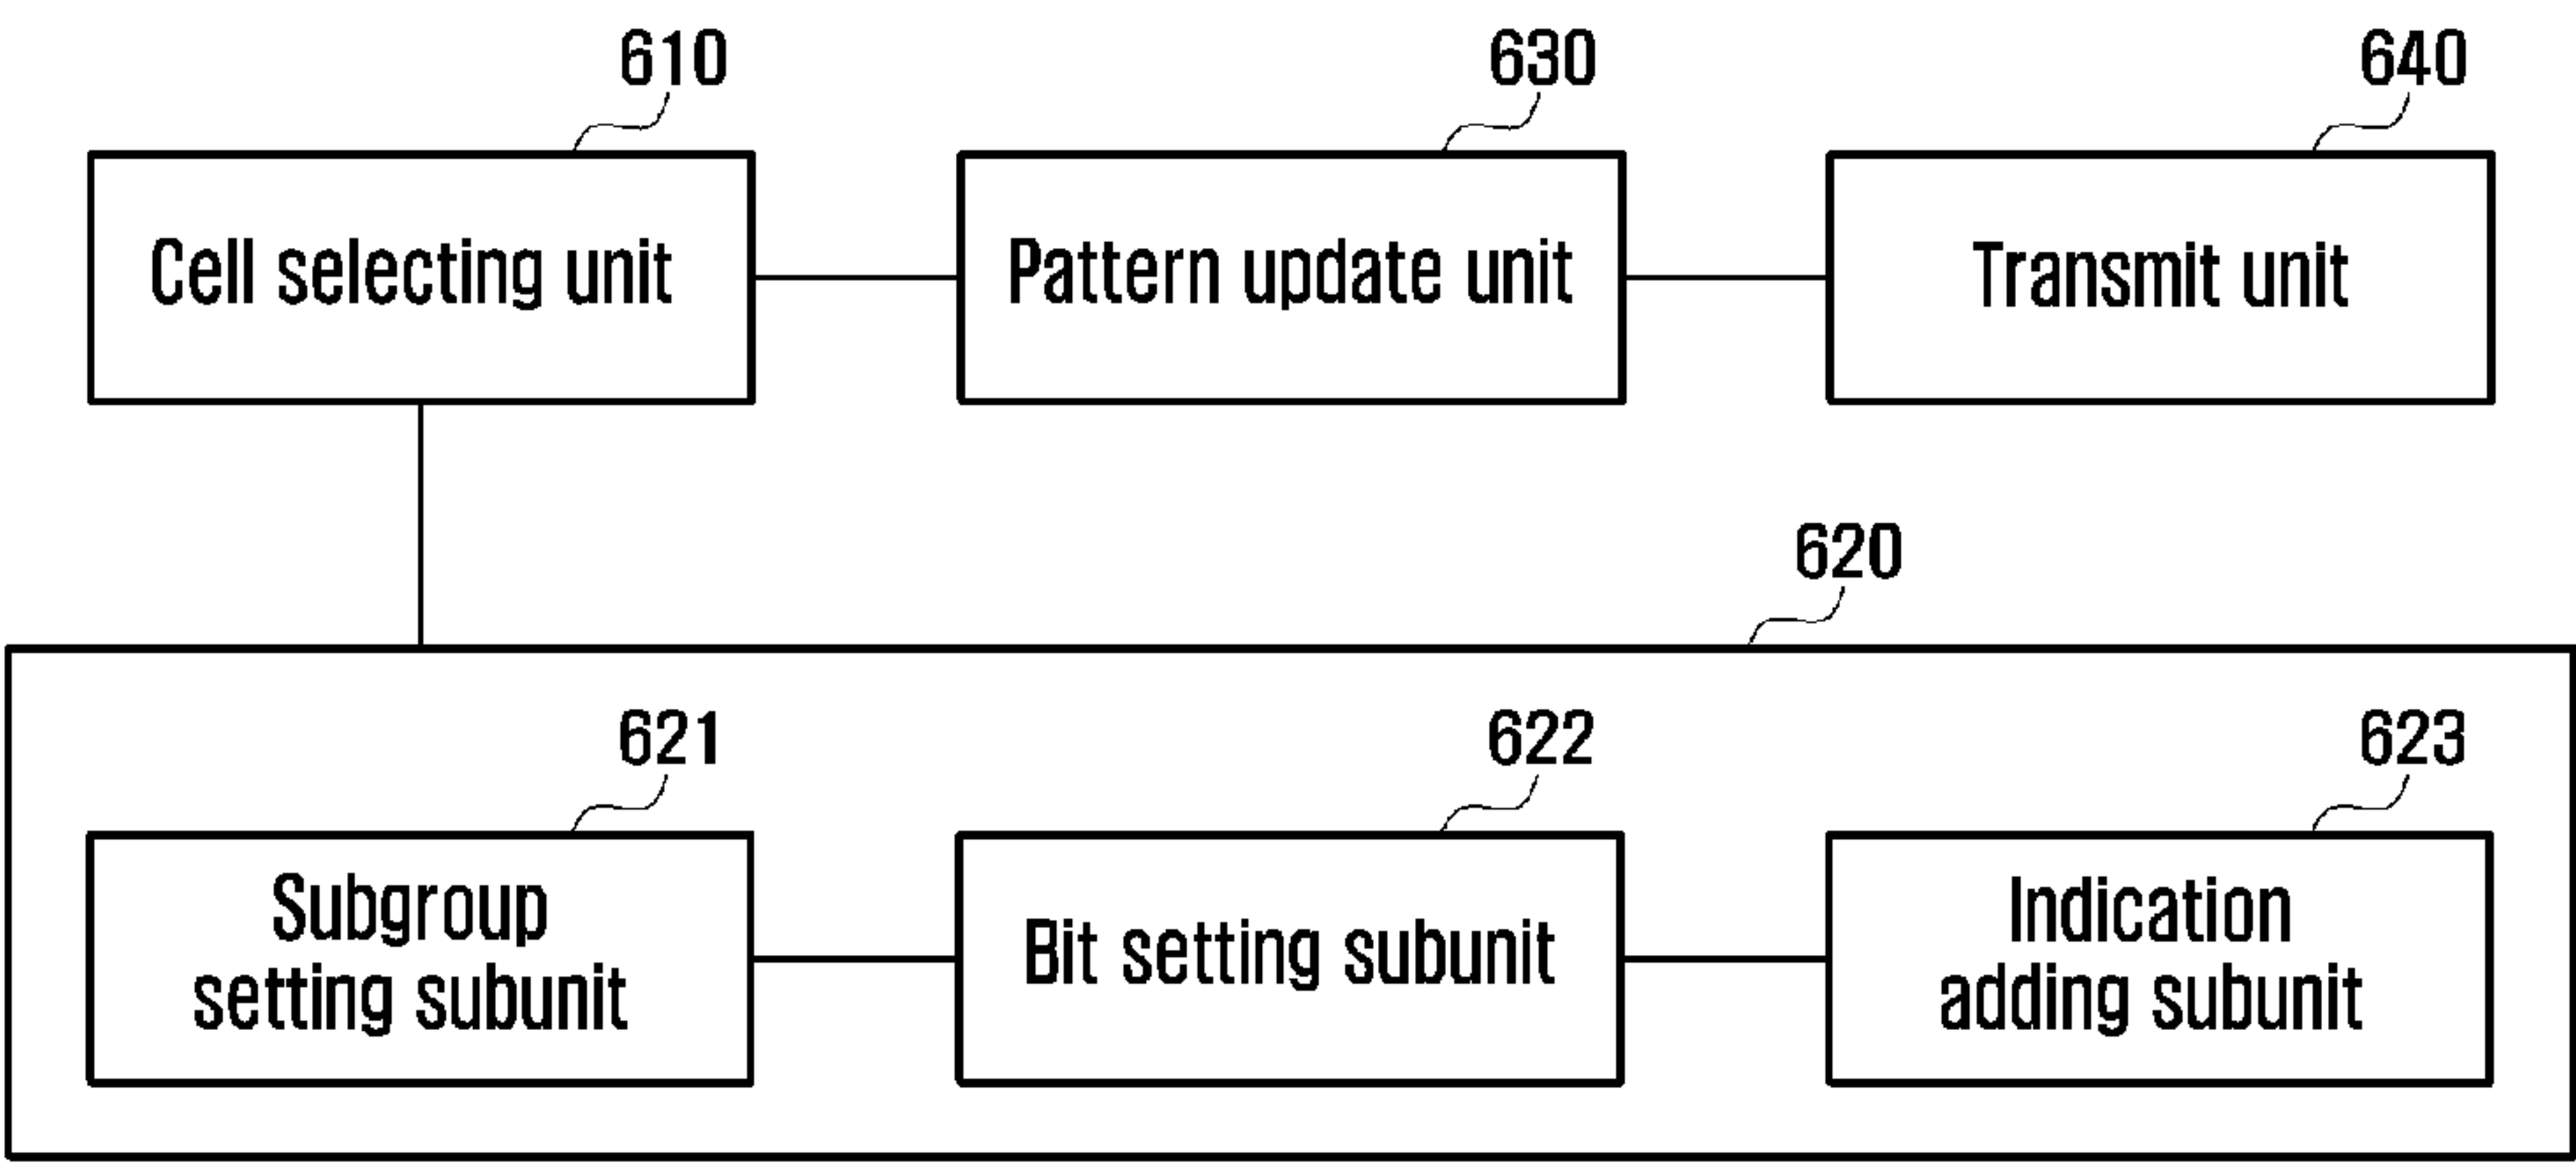 610
630
640
Cell selecting unit
Pattern update unit
Transmit unit
620
621
622
623
Subgroup
setting subunit
Bit setting subunit
Indication
adding subunit